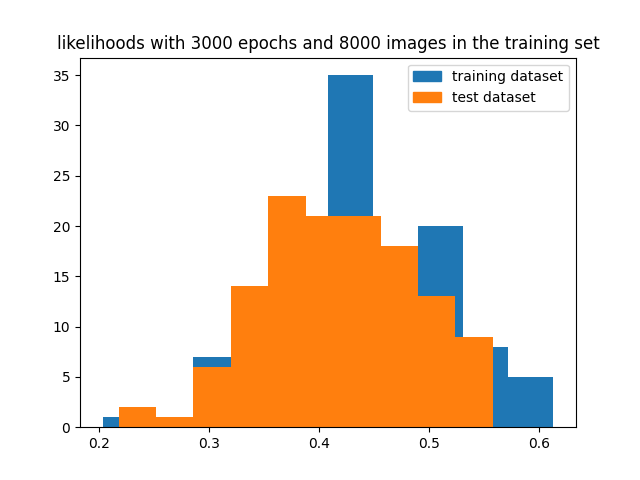 likelihoods with 3000 epochs and 8000 images in the training set
training dataset
test dataset
35
30
25
20
15
10
5
0
0.2 0.3 0.4 0.5 0.6